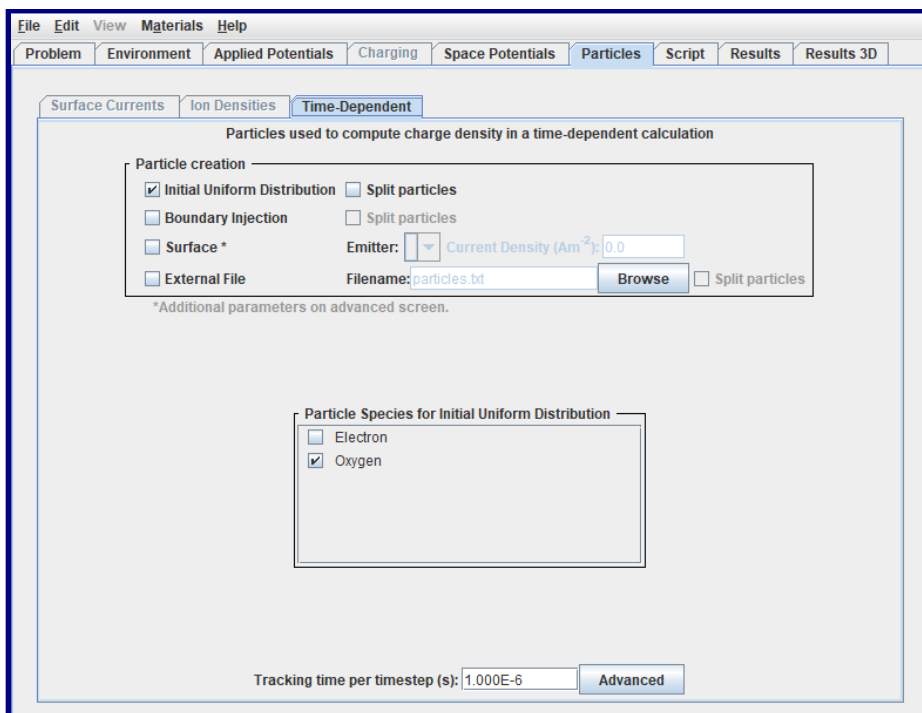 File Edit View Materials Help
Problem Environment Applied Potentials Charging Space Potentials Particles Script Results Results 3D
Surface Currents Ion Densities Time-Dependent
Particles used to compute charge density in a time-dependent calculation
Particle creation
Initial Uniform Distribution Split particles
Boundary Injection Split particles
Surface * Emitter: Current Density (Am-2): 0.0
External File Filename: particles.txt Browse Split particles
*Additional parameters on advanced screen.
Particle Species for Initial Uniform Distribution
Electron
Oxygen
Tracking time per timestep (s): 1.000E-6 Advanced